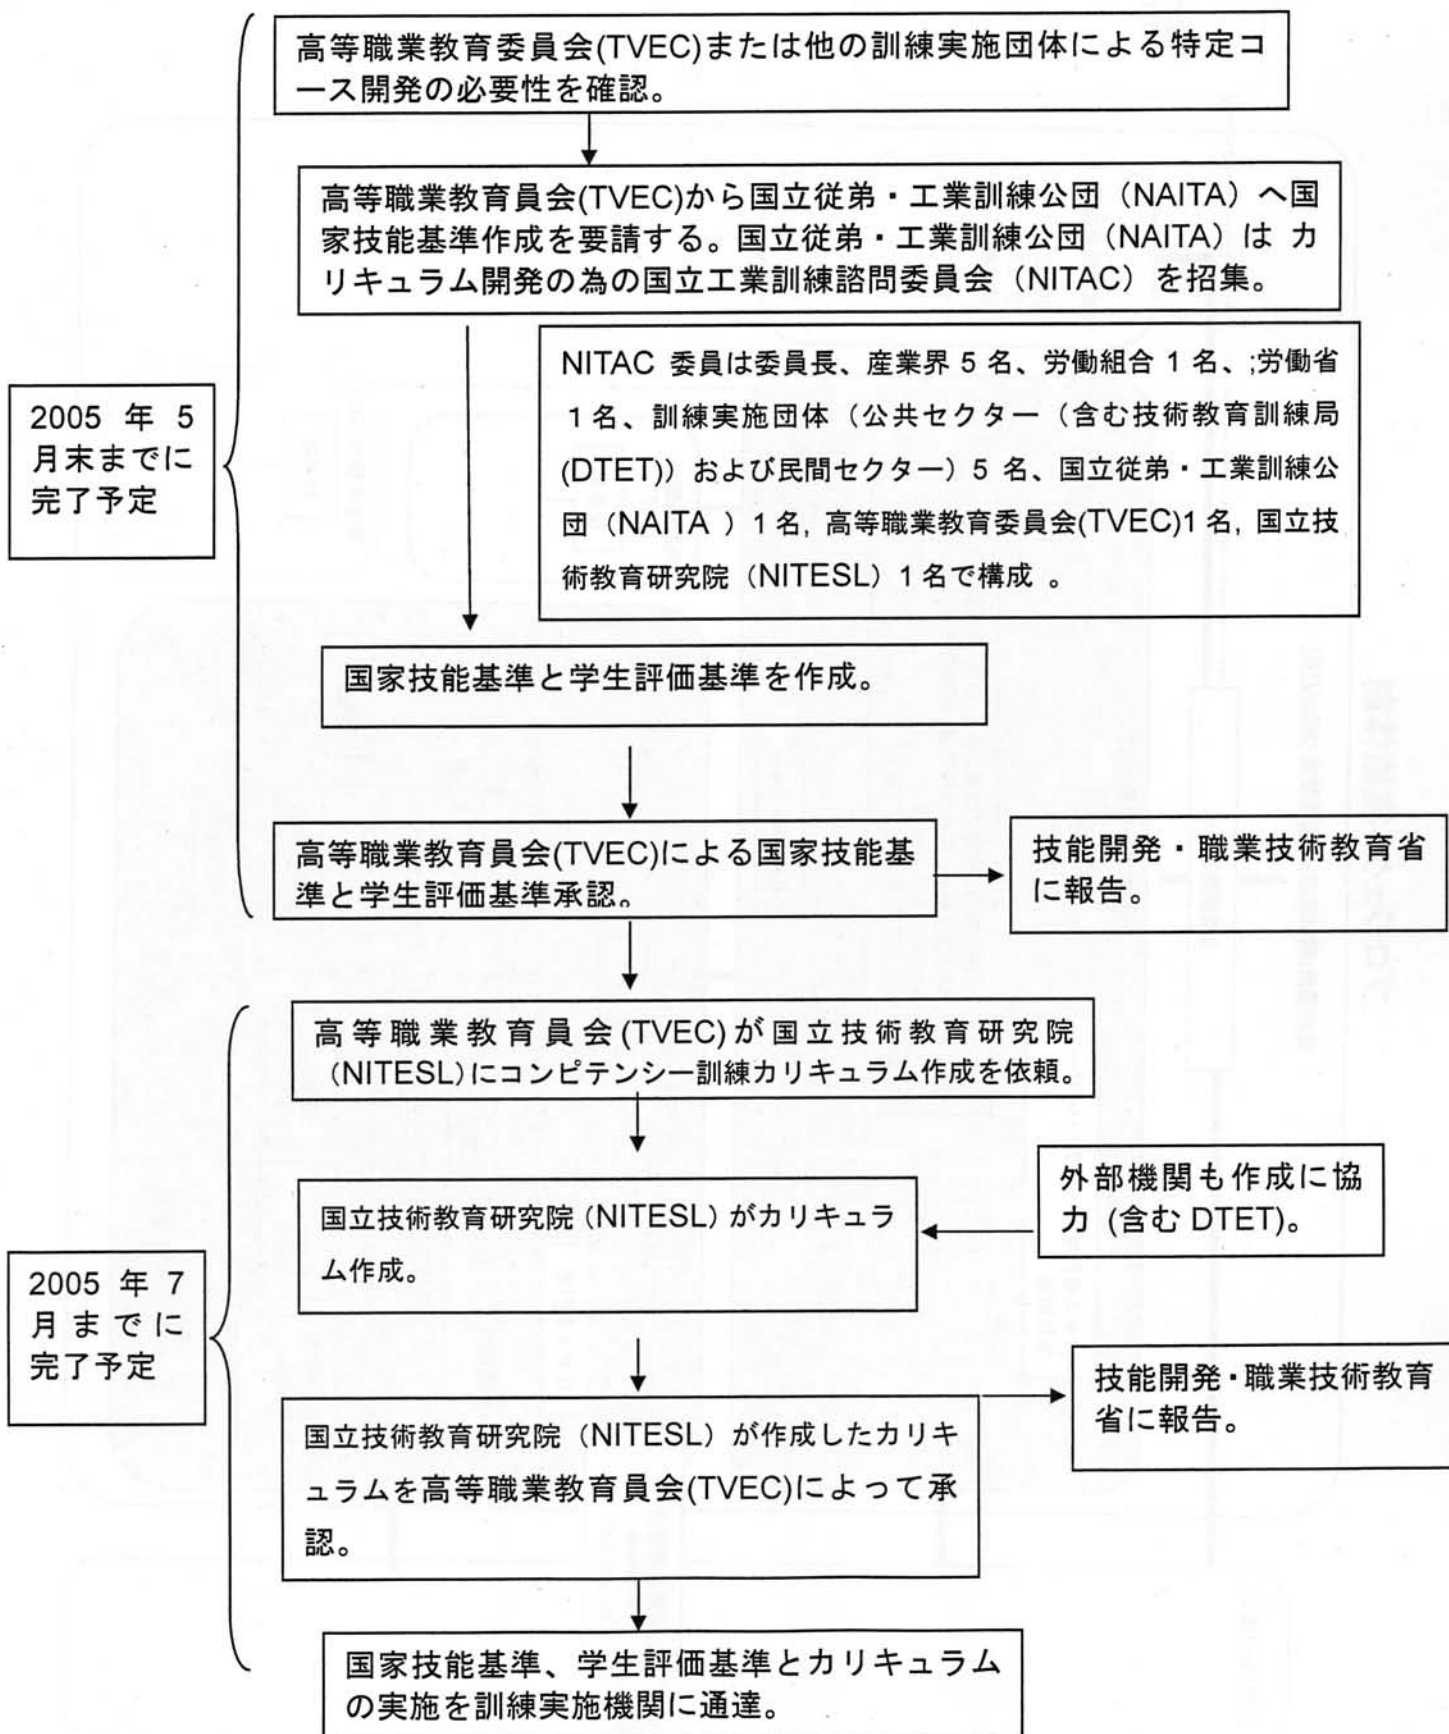 高等職業教育委員会(TVEC)または他の訓練実施団体による特定コ
ース開発の必要性を確認。
高等職業教育員会(TVEC)から国立従弟・工業訓練公団（NAITA）へ国
家技能基準作成を要請する。国立従弟・工業訓練公団（NAITA）は カ
リキュラム開発の為の国立工業訓練諮問委員会（NITAC）を招集。
NITAC 委員は委員長、産業界 5 名、労働組合 1 名、;労働省
1 名、訓練実施団体（公共セクター（含む技術教育訓練局
(DTET)）および民間セクター）5 名、国立従弟・工業訓練公
団（NAITA ）1 名, 高等職業教育委員会(TVEC)1 名, 国立技
術教育研究院（NITESL）1 名で構成 。
2005 年 5
月末までに
完了予定
国家技能基準と学生評価基準を作成。
高等職業教育員会(TVEC)による国家技能基
準と学生評価基準承認。
技能開発・職業技術教育省
に報告。
高等職業教育員会(TVEC)が国立技術教育研究院
（NITESL)にコンピテンシー訓練カリキュラム作成を依頼。
国立技術教育研究院（NITESL）がカリキュラ
ム作成。
外部機関も作成に協
力 (含む DTET)。
2005 年 7
月までに
完了予定
国立技術教育研究院（NITESL）が作成したカリキ
ュラムを高等職業教育員会(TVEC)によって承
認。
技能開発・職業技術教育
省に報告。
国家技能基準、学生評価基準とカリキュラム
の実施を訓練実施機関に通達。